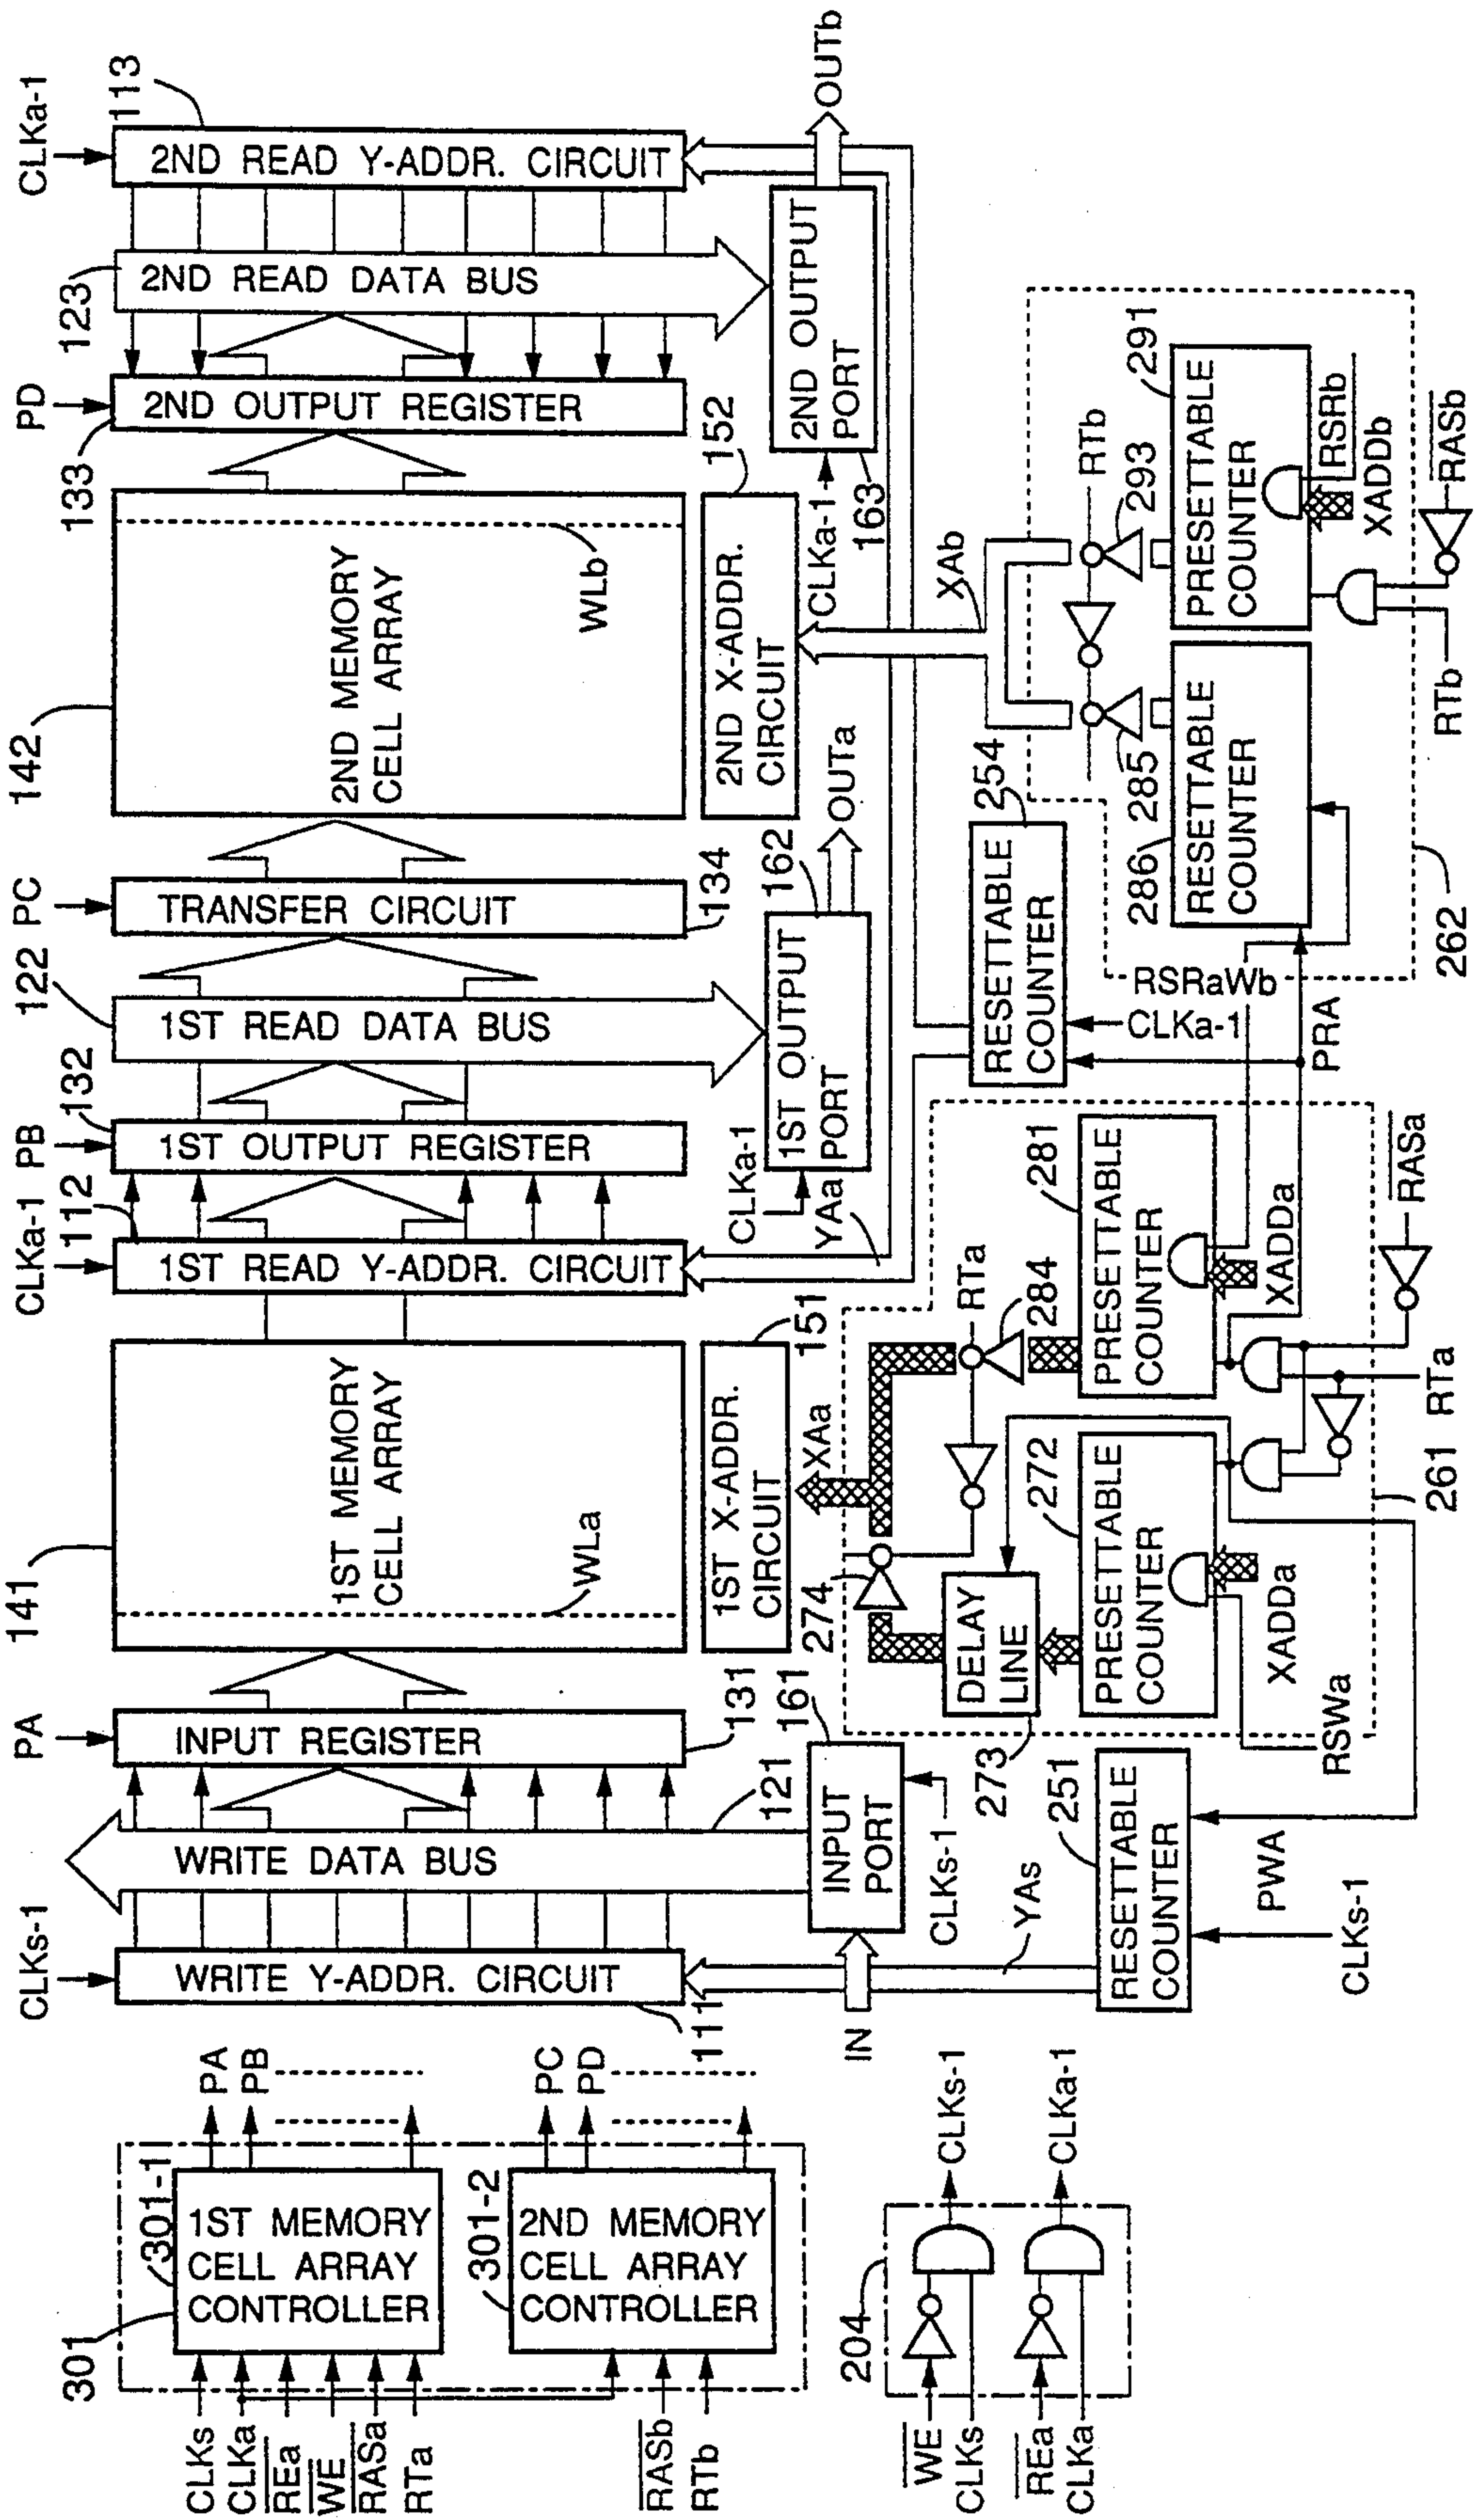 301
CLKs
CLKa
REa
WE
RASa
RTa
301-1
1ST MEMORY
CELL ARRAY
CONTROLLER
PA
PB
RASb
RTb
301-2
2ND MEMORY
CELL ARRAY
CONTROLLER
PC
PD
204
WE
CLKs
REa
CLKa
CLKs-1
CLKa-1
CLKs-1
WRITE Y-ADDR. CIRCUIT
111
WRITE DATA BUS
121
PA
INPUT REGISTER
131
141
1ST MEMORY
CELL ARRAY
WLa
CLKa-1
112
1ST READ Y-ADDR. CIRCUIT
PB
132
1ST OUTPUT REGISTER
122
1ST READ DATA BUS
PC
TRANSFER CIRCUIT
134
142
2ND MEMORY
CELL ARRAY
WLb
133
PD
2ND OUTPUT REGISTER
123
2ND READ DATA BUS
CLKa-1
113
2ND READ Y-ADDR. CIRCUIT
IN
INPUT
PORT
161
CLKs-1
1ST X-ADDR.
CIRCUIT
151
CLKa-1
1ST OUTPUT
PORT
162
OUTa
2ND X-ADDR.
CIRCUIT
152
CLKa-1
2ND OUTPUT
PORT
163
OUTb
YAs
RESETTABLE
COUNTER
251
PWA
CLKs-1
274
XAa
YAa
273
DELAY
LINE
RTa
284
272
PRESETTABLE
COUNTER
281
PRESETTABLE
COUNTER
RSWa
XADDa
XADDa
261
RTa
RASa
RESETTABLE
COUNTER
254
CLKa-1
RSRaWb
PRA
XAb
RTb
285
293
286
RESETTABLE
COUNTER
291
PRESETTABLE
COUNTER
RSRb
XADDb
RASb
RTb
262